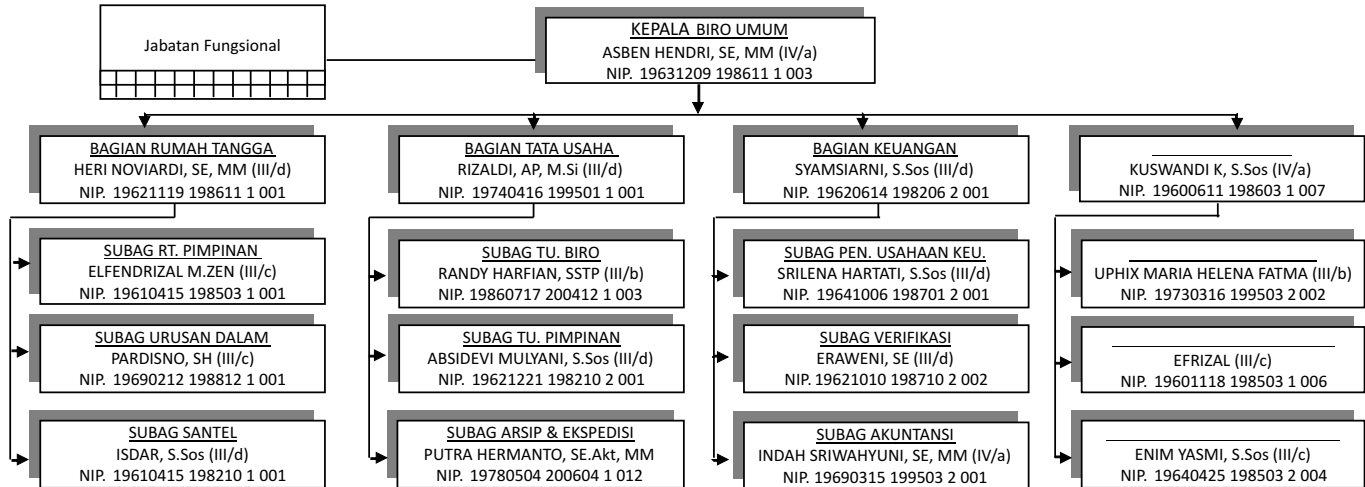 Jabatan Fungsional
KEPALA BIRO UMUM
ASBEN HENDRI, SE, MM (IV/a)
NIP. 19631209 198611 1 003
BAGIAN RUMAH TANGGA
HERI NOVIARDI, SE, MM (III/d)
NIP. 19621119 198611 1 001
BAGIAN TATA USAHA
RIZALDI, AP, M.Si (III/d)
NIP. 19740416 199501 1 001
BAGIAN KEUANGAN
SYAMSIARNI, S.Sos (III/d)
NIP. 19620614 198206 2 001
KUSWANDI K, S.Sos (IV/a)
NIP. 19600611 198603 1 007
SUBAG RT. PIMPINAN
ELFENDRIZAL M.ZEN (III/c)
NIP. 19610415 198503 1 001
SUBAG TU. BIRO
RANDY HARFIAN, SSTP (III/b)
NIP. 19860717 200412 1 003
SUBAG PEN. USAHAAN KEU.
SRILENA HARTATI, S.Sos (III/d)
NIP. 19641006 198701 2 001
UPHIX MARIA HELENA FATMA (III/b)
NIP. 19730316 199503 2 002
SUBAG URUSAN DALAM
PARDISNO, SH (III/c)
NIP. 19690212 198812 1 001
SUBAG TU. PIMPINAN
ABSIDEVI MULYANI, S.Sos (III/d)
NIP. 19621221 198210 2 001
SUBAG VERIFIKASI
ERAWENI, SE (III/d)
NIP. 19621010 198710 2 002
EFRIZAL (III/c)
NIP. 19601118 198503 1 006
SUBAG SANTEL
ISDAR, S.Sos (III/d)
NIP. 19610415 198210 1 001
SUBAG ARSIP & EKSPEDISI
PUTRA HERMANTO, SE.Akt, MM
NIP. 19780504 200604 1 012
SUBAG AKUNTANSI
INDAH SRIWAHYUNI, SE, MM (IV/a)
NIP. 19690315 199503 2 001
ENIM YASMI, S.Sos (III/c)
NIP. 19640425 198503 2 004